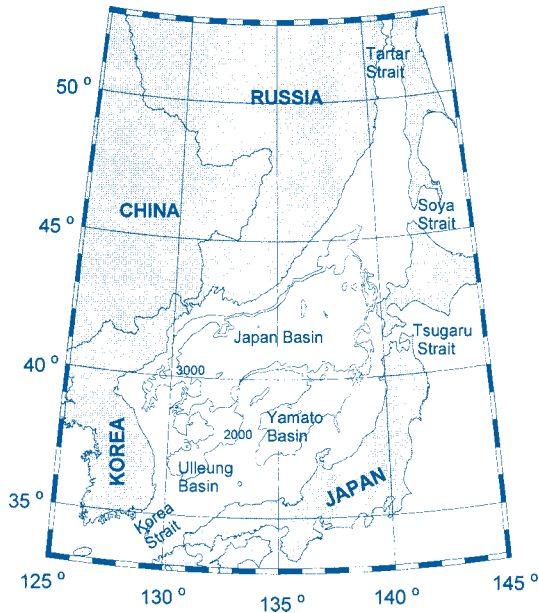 Tartar
Strait
50 °
RUSSIA
CHINA
Soya
Strait
45 °
Tsugaru
Strait
Japan Basin
40 °
3000
Yamato
Basin
2000
KOREA
Ulleung
Basin
JAPAN
35 °
Korea
Strait
125 °
130 °
135 °
140 °
145 °